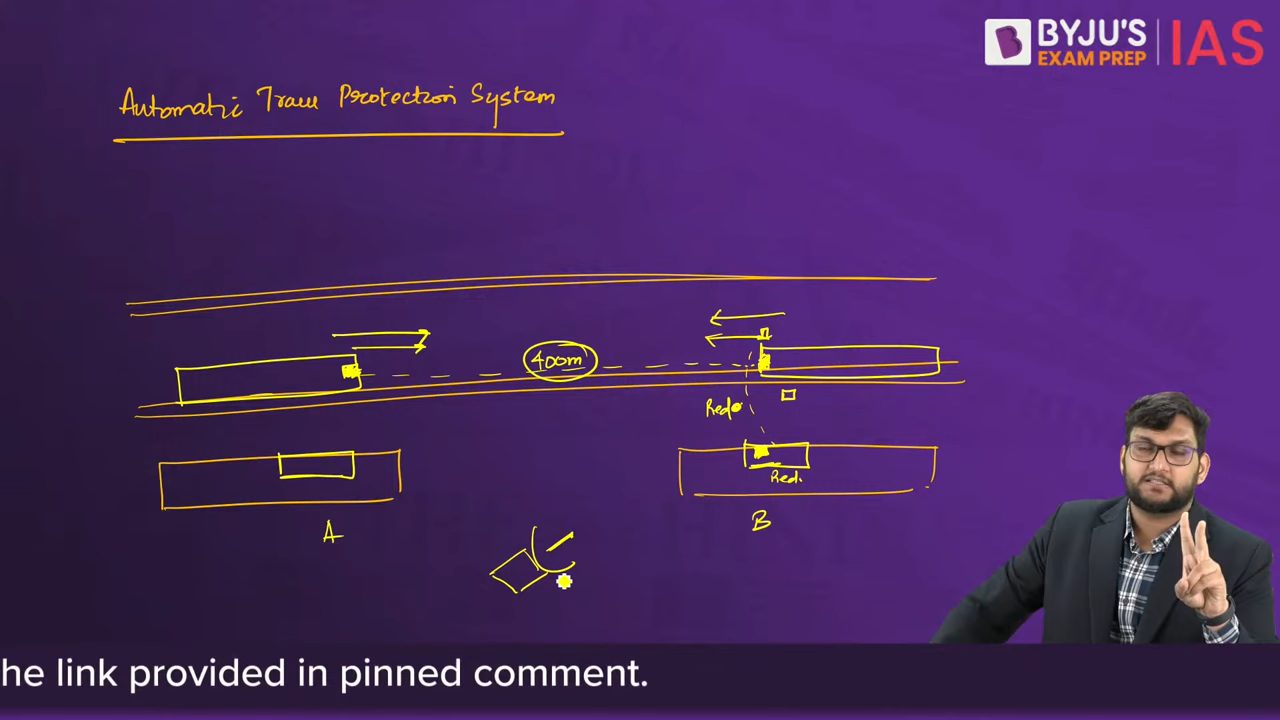 BYJU'S
EXAM PREP
IAS
Automatic Train Protection System
400m
Red
Red.
A
B
he link provided in pinned comment.